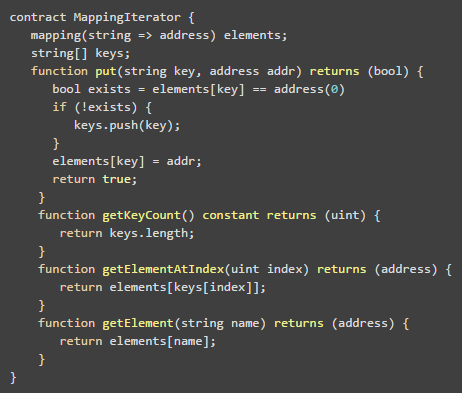 contract MappingIterator {
mapping(string => address) elements;
string[] keys;
function put(string key, address addr) returns (bool) {
bool exists = elements[key] == address(0)
if (!exists) {
keys.push(key);
}
elements[key] = addr;
return true;
}
function getKeyCount() constant returns (uint) {
return keys.length;
}
function getElementAtIndex(uint index) returns (address) {
return elements[keys[index]];
}
function getElement(string name) returns (address) {
return elements[name];
}
}